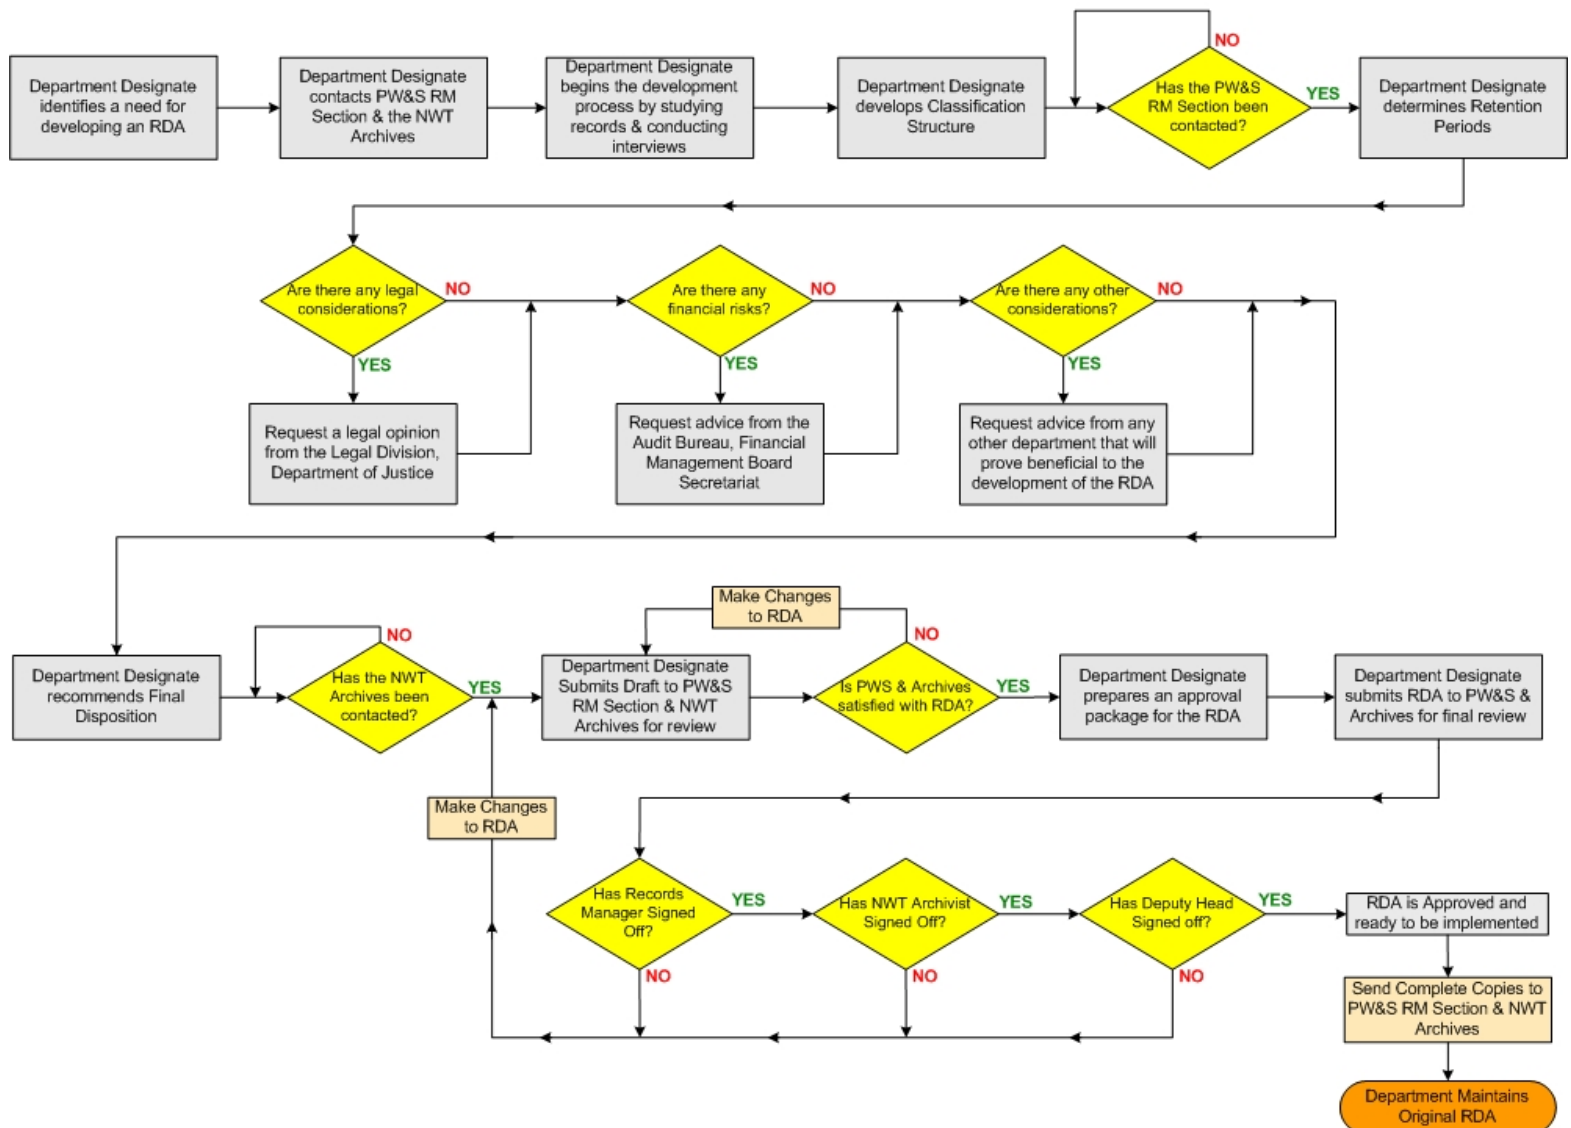 Department Designate
identifies a need for
developing an RDA
Department Designate
contacts PW&S RM
Section & the NWT
Archives
Department Designate
begins the development
process by studying
records & conducting
interviews
Department Designate
develops Classification
Structure
NO
Has the PW&S
RM Section been
contacted?
YES
Department Designate
determines Retention
Periods
Are there any legal
considerations?
NO
YES
Request a legal opinion
from the Legal Division,
Department of Justice
Are there any
financial risks?
NO
YES
Request advice from the
Audit Bureau, Financial
Management Board
Secretariat
Are there any other
considerations?
NO
YES
Request advice from any
other department that will
prove beneficial to the
development of the RDA
Department Designate
recommends Final
Disposition
NO
Has the NWT
Archives been
contacted?
YES
Department Designate
Submits Draft to PW&S
RM Section & NWT
Archives for review
Make Changes
to RDA
NO
Is PWS & Archives
satisfied with RDA?
YES
Department Designate
prepares an approval
package for the RDA
Department Designate
submits RDA to PW&S &
Archives for final review
Make Changes
to RDA
Has Records
Manager Signed
Off?
YES
NO
Has NWT Archivist
Signed Off?
YES
NO
Has Deputy Head
Signed off?
YES
NO
RDA is Approved and
ready to be implemented
Send Complete Copies to
PW&S RM Section & NWT
Archives
Department Maintains
Original RDA